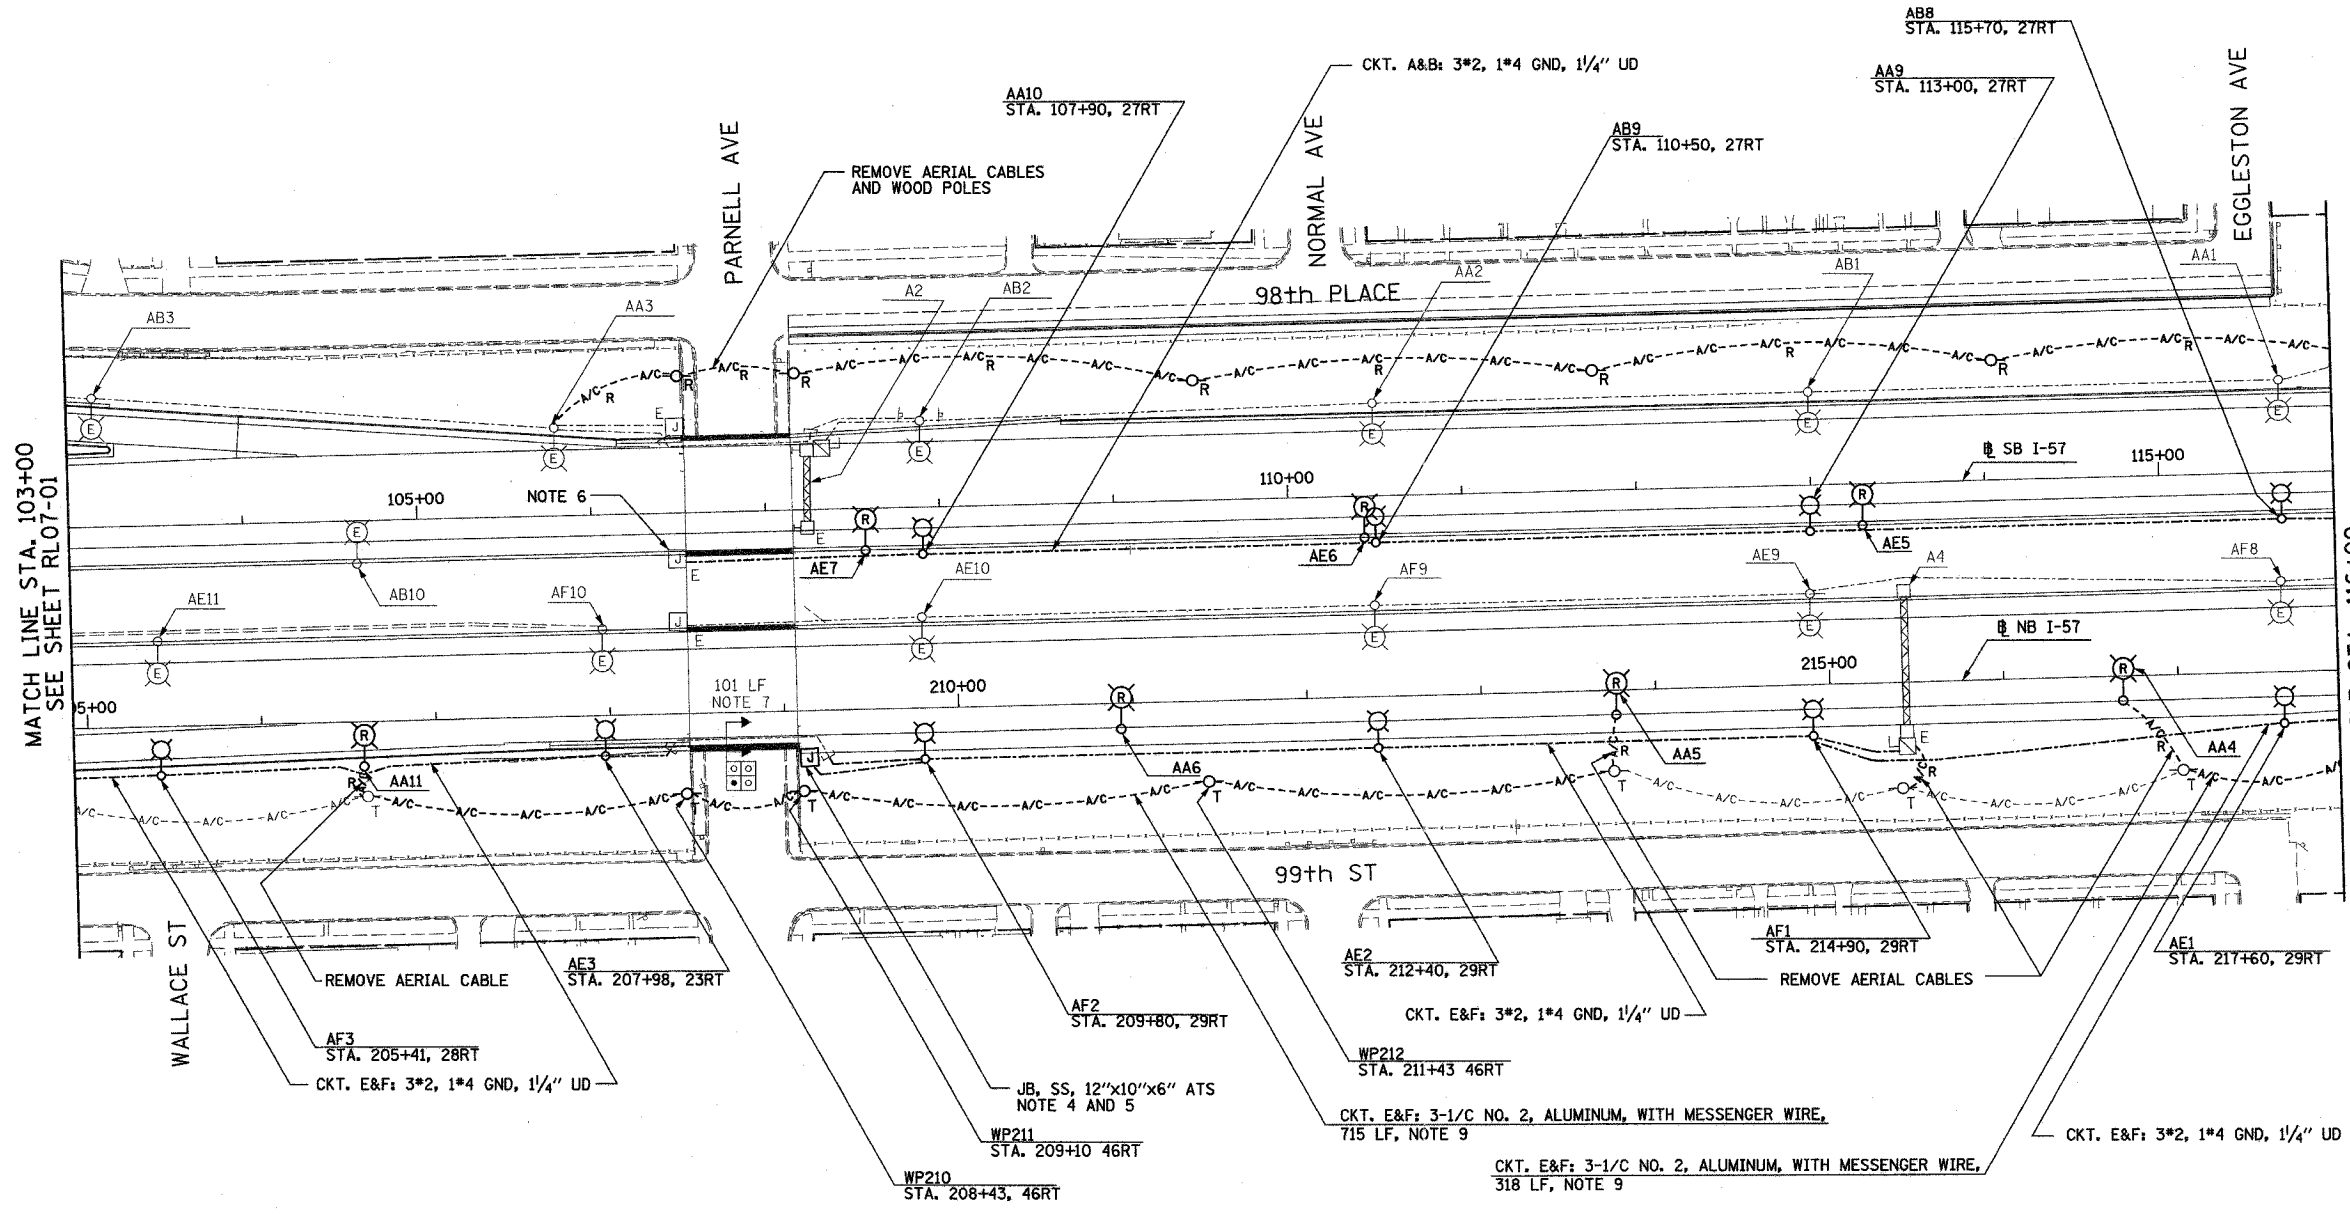 AB8
STA. 115+70, 27RT
CKT. A&B: 3#2, 1#4 GND, 1¼" UD
AA9
STA. 113+00, 27RT
AA10
STA. 107+90, 27RT
AB9
STA. 110+50, 27RT
REMOVE AERIAL CABLES
AND WOOD POLES
PARNELL AVE
NORMAL AVE
EGGLESTON AVE
98th PLACE
AB3
AA3
A2
AB2
AA2
AB1
AA1
A/C A/C R A/C A/C R A/C A/C A/C A/C R A/C A/C A/C A/C R A/C A/C A/C R A/C
R R R R R
E J
E E E E E E
MATCH LINE STA. 103+00
SEE SHEET RL07-01
105+00
NOTE 6
110+00
℄ SB I-57
115+00
E R R R
J E E
AE7
AE6
AE5
AB10
AE11
AF10
AE10
AF9
AE9
A4
AF8
J E
E E E E E E
℄ NB I-57
101 LF
NOTE 7
210+00
215+00
5+00
R R R R
J E
AA11
AA6
AA5
AA4
A/C A/C A/C R T A/C A/C A/C A/C T A/C T A/C A/C A/C A/C T A/C A/C A/C R T A/C A/C R T A/C A/C R T A/C A/C
99th ST
WALLACE ST
REMOVE AERIAL CABLE
AE3
STA. 207+98, 23RT
AE2
STA. 212+40, 29RT
AF1
STA. 214+90, 29RT
REMOVE AERIAL CABLES
AE1
STA. 217+60, 29RT
AF2
STA. 209+80, 29RT
CKT. E&F: 3#2, 1#4 GND, 1¼" UD
AF3
STA. 205+41, 28RT
WP212
STA. 211+43 46RT
CKT. E&F: 3#2, 1#4 GND, 1¼" UD
JB, SS, 12"x10"x6" ATS
NOTE 4 AND 5
CKT. E&F: 3-1/C NO. 2, ALUMINUM, WITH MESSENGER WIRE,
715 LF, NOTE 9
WP211
STA. 209+10 46RT
CKT. E&F: 3#2, 1#4 GND, 1¼" UD
CKT. E&F: 3-1/C NO. 2, ALUMINUM, WITH MESSENGER WIRE,
318 LF, NOTE 9
WP210
STA. 208+43, 46RT